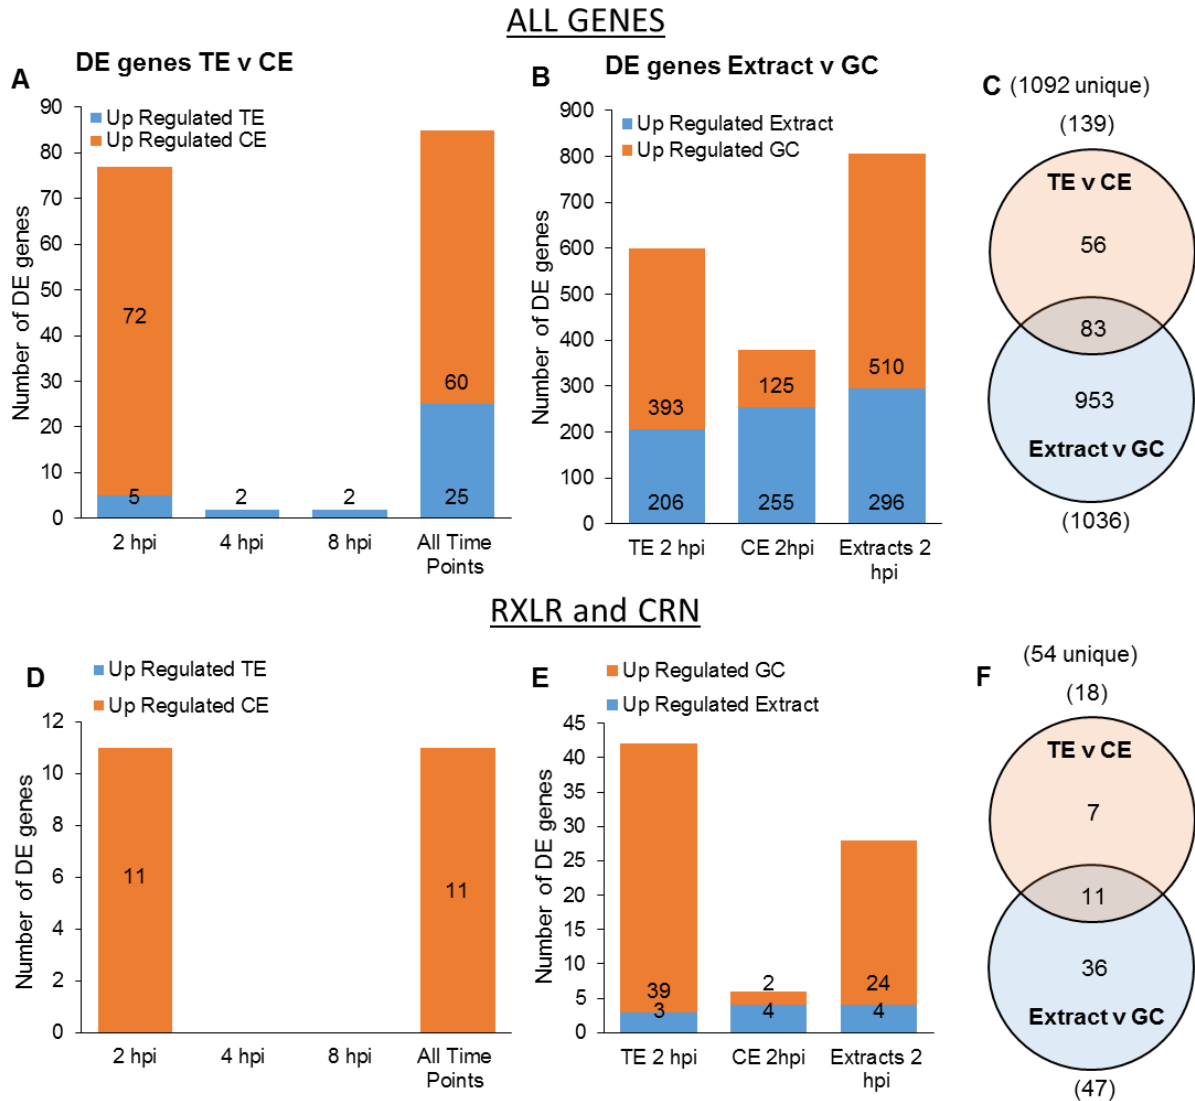 ALL GENES
A
DE genes TE v CE
Up Regulated TE
Up Regulated CE
Number of DE genes
90
80
70
60
50
40
30
20
10
0
72
5
2
2
60
25
2 hpi
4 hpi
8 hpi
All Time
Points
B
DE genes Extract v GC
Up Regulated Extract
Up Regulated GC
Number of DE genes
900
800
700
600
500
400
300
200
100
0
393
206
125
255
510
296
TE 2 hpi
CE 2hpi
Extracts 2
hpi
C
(1092 unique)
(139)
TE v CE
56
83
953
Extract v GC
(1036)
RXLR and CRN
D
Up Regulated TE
Up Regulated CE
Number of DE genes
12
10
8
6
4
2
0
11
11
2 hpi
4 hpi
8 hpi
All Time
Points
E
Up Regulated GC
Up Regulated Extract
Number of DE genes
45
40
35
30
25
20
15
10
5
0
39
3
2
4
24
4
TE 2 hpi
CE 2hpi
Extracts 2
hpi
F
(54 unique)
(18)
TE v CE
7
11
36
Extract v GC
(47)